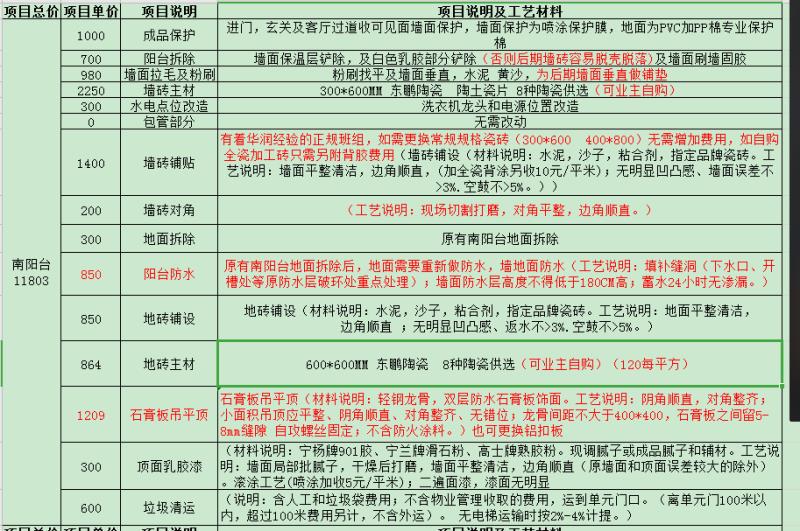 项目总价 项目单价 项目说明 项目说明及工艺材料
南阳台
11803
1000 成品保护 进门，玄关及客厅过道收可见面墙面保护，墙面保护为喷涂保护膜，地面为PVC加PP棉专业保护
棉
700 阳台拆除 墙面保温层铲除，及白色乳胶部分铲除（否则后期墙砖容易脱壳脱落）及墙面刷墙固胶
980 墙面拉毛及粉刷 粉刷找平及墙面垂直，水泥 黄沙，为后期墙面垂直做铺垫
2250 墙砖主材 300*600MM 东鹏陶瓷 陶土瓷片 8种陶瓷供选（可业主自购）
300 水电点位改造 洗衣机龙头和电源位置改造
0 包管部分 无需改动
1400 墙砖铺贴 有着华润经验的正规班组，如需更换常规规格瓷砖（300*600 400*800）无需增加费用，如自购
全瓷加工砖只需另附背胶费用（墙砖铺设（材料说明：水泥，沙子，粘合剂，指定品牌瓷砖。工
艺说明：墙面平整清洁，边角顺直，（加全瓷背涂另收10元/平米）；无明显凹凸感、墙面误差不
>3%.空鼓不>5%。））
200 墙砖对角 （工艺说明：现场切割打磨，对角平整，边角顺直。）
300 地面拆除 原有南阳台地面拆除
850 阳台防水 原有南阳台地面拆除后，地面需要重新做防水，墙地面防水（工艺说明：填补缝洞（下水口、开
槽处等原防水层破坏处重点处理）；墙面防水层高度不得低于180CM高；蓄水24小时无渗漏。）
850 地砖铺设 地砖铺设（材料说明：水泥，沙子，粘合剂，指定品牌瓷砖。工艺说明：地面平整清洁，
边角顺直 ；无明显凹凸感、返水不>3%.空鼓不>5%。）
864 地砖主材 600*600MM 东鹏陶瓷 8种陶瓷供选（可业主自购）（120每平方）
1209 石膏板吊平顶 石膏板吊平顶（材料说明：轻钢龙骨，双层防水石膏板饰面。工艺说明：阴角顺直，对角整齐；
小面积吊顶应平整、阴角顺直、对角整齐、无错位；龙骨间距不大于400*400，石膏板之间留5-
8mm缝隙 自攻螺丝固定；不含防火涂料。）也可更换铝扣板
300 顶面乳胶漆 （材料说明：宁杨牌901胶、宁兰牌滑石粉、高士牌熟胶粉。现调腻子或成品腻子和辅材。工艺说
明：墙面局部批腻子，干燥后打磨，墙面平整清洁，边角顺直（原墙面和顶面误差较大的除外）
。滚涂工艺(喷涂加收5元/平米)；二遍面漆，漆面无明显
600 垃圾清运 （说明：含人工和垃圾袋费用；不含物业管理收取的费用，运到单元门口。（离单元门100米以
内，超过100米费用另计，不含外运）。 无电梯运输时按2%-4%计提。）
项目总价 项目单价 项目说明 项目说明及工艺材料